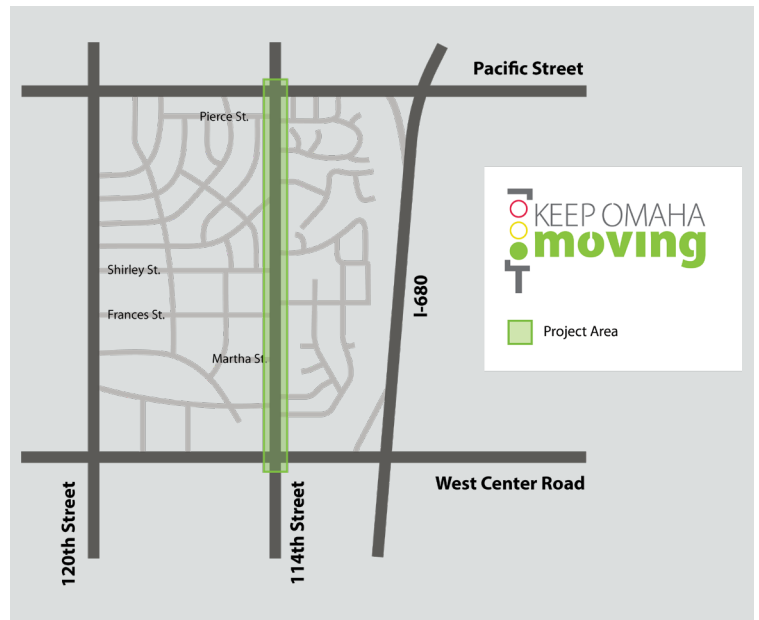 Pacific Street
Pierce St.
KEEP OMAHA
moving
Shirley St.
I-680
Frances St.
Project Area
Martha St.
West Center Road
120th Street
114th Street